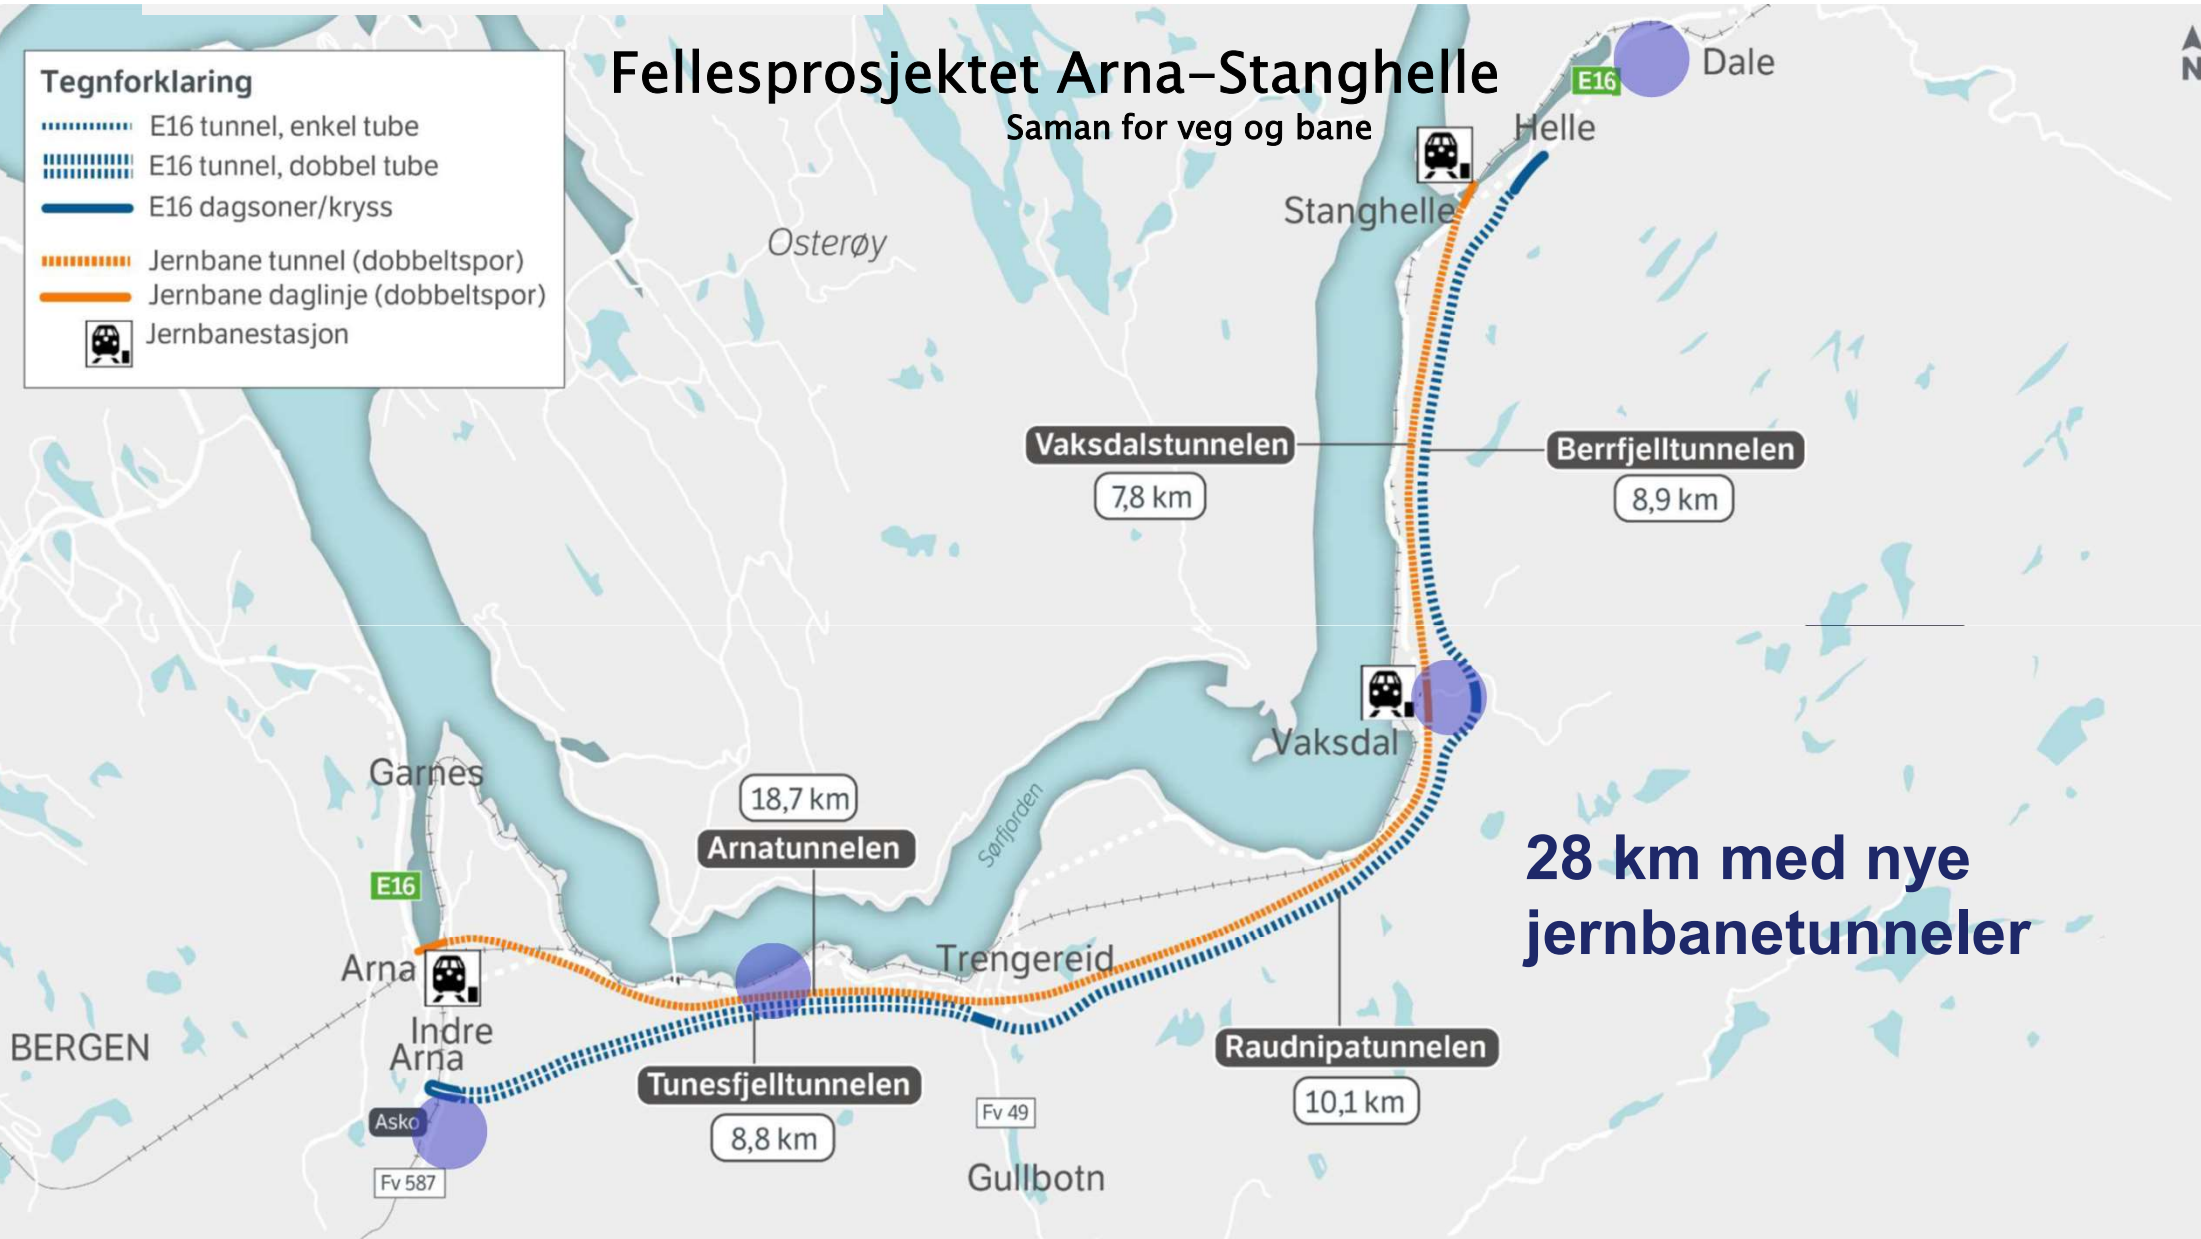 Fellesprosjektet Arna–Stanghelle
Saman for veg og bane
Tegnforklaring
E16 tunnel, enkel tube
E16 tunnel, dobbel tube
E16 dagsoner/kryss
Jernbane tunnel (dobbeltspor)
Jernbane daglinje (dobbeltspor)
Jernbanestasjon
N
Dale
E16
Helle
Stanghelle
Osterøy
Vaksdalstunnelen
7,8 km
Berrfjelltunnelen
8,9 km
Vaksdal
Garnes
18,7 km
Arnatunnelen
Sørfjorden
28 km med nye
jernbanetunneler
E16
Arna
Trengereid
Indre
Arna
BERGEN
Raudnipatunnelen
10,1 km
Tunesfjelltunnelen
8,8 km
Asko
Fv 49
Fv 587
Gullbotn